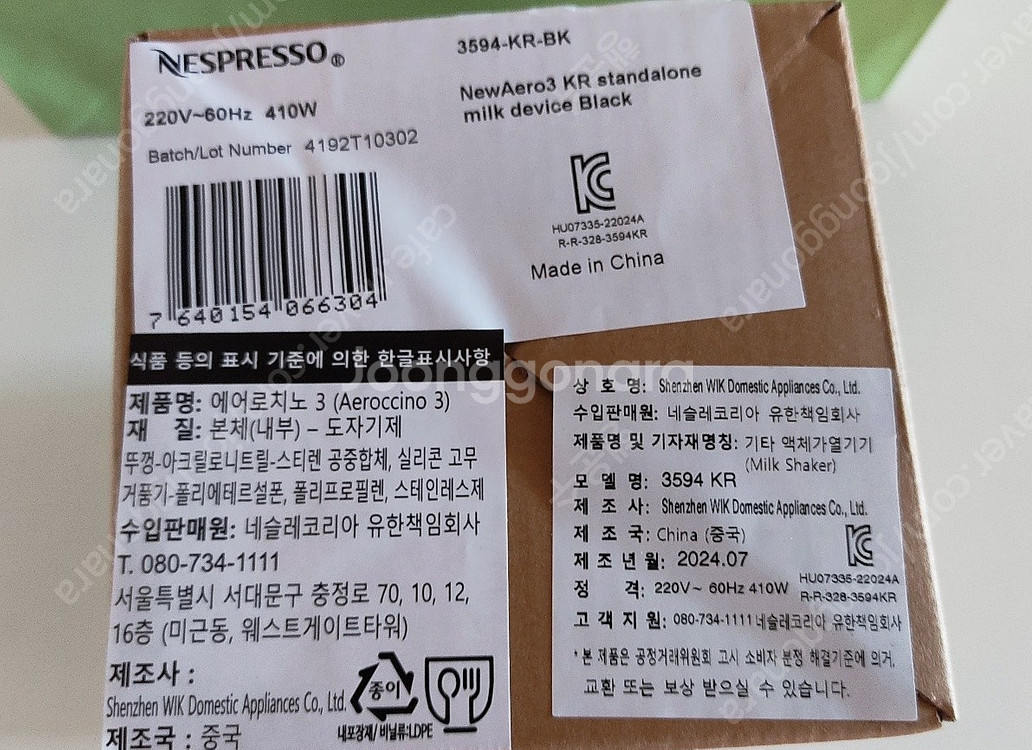 NESPRESSO®
220V~60Hz 410W
Batch/Lot Number 4192T10302
7 640154 066304
3594-KR-BK
NewAero3 KR standalone
milk device Black
HU07335-22024A
R-R-328-3594KR
Made in China
식품 등의 표시 기준에 의한 한글표시사항
제품명: 에어로치노 3 (Aeroccino 3)
재 질: 본체(내부) – 도자기제
뚜껑-아크릴로니트릴-스티렌 공중합체, 실리콘 고무
거품기-폴리에테르설폰, 폴리프로필렌, 스테인레스제
수입판매원: 네슬레코리아 유한책임회사
T. 080-734-1111
서울특별시 서대문구 충정로 70, 10, 12,
16층 (미근동, 웨스트게이트타워)
제조사 :
Shenzhen WIK Domestic Appliances Co., Ltd.
제조국 : 중국
종이
내포장재/ 비닐류:LDPE
상 호 명: Shenzhen WIK Domestic Appliances Co., Ltd.
수입판매원: 네슬레코리아 유한책임회사
제품명 및 기자재명칭: 기타 액체가열기기
(Milk Shaker)
모 델 명: 3594 KR
제 조 사: Shenzhen WIK Domestic Appliances Co., Ltd.
제 조 국: China (중국)
제 조 년 월: 2024.07
정 격: 220V~ 60Hz 410W
HU07335-22024A
R-R-328-3594KR
고 객 지 원: 080-734-1111 네슬레코리아 유한책임회사
* 본 제품은 공정거래위원회 고시 소비자 분쟁 해결기준에 의거,
교환 또는 보상 받으실 수 있습니다.
Joonggonara